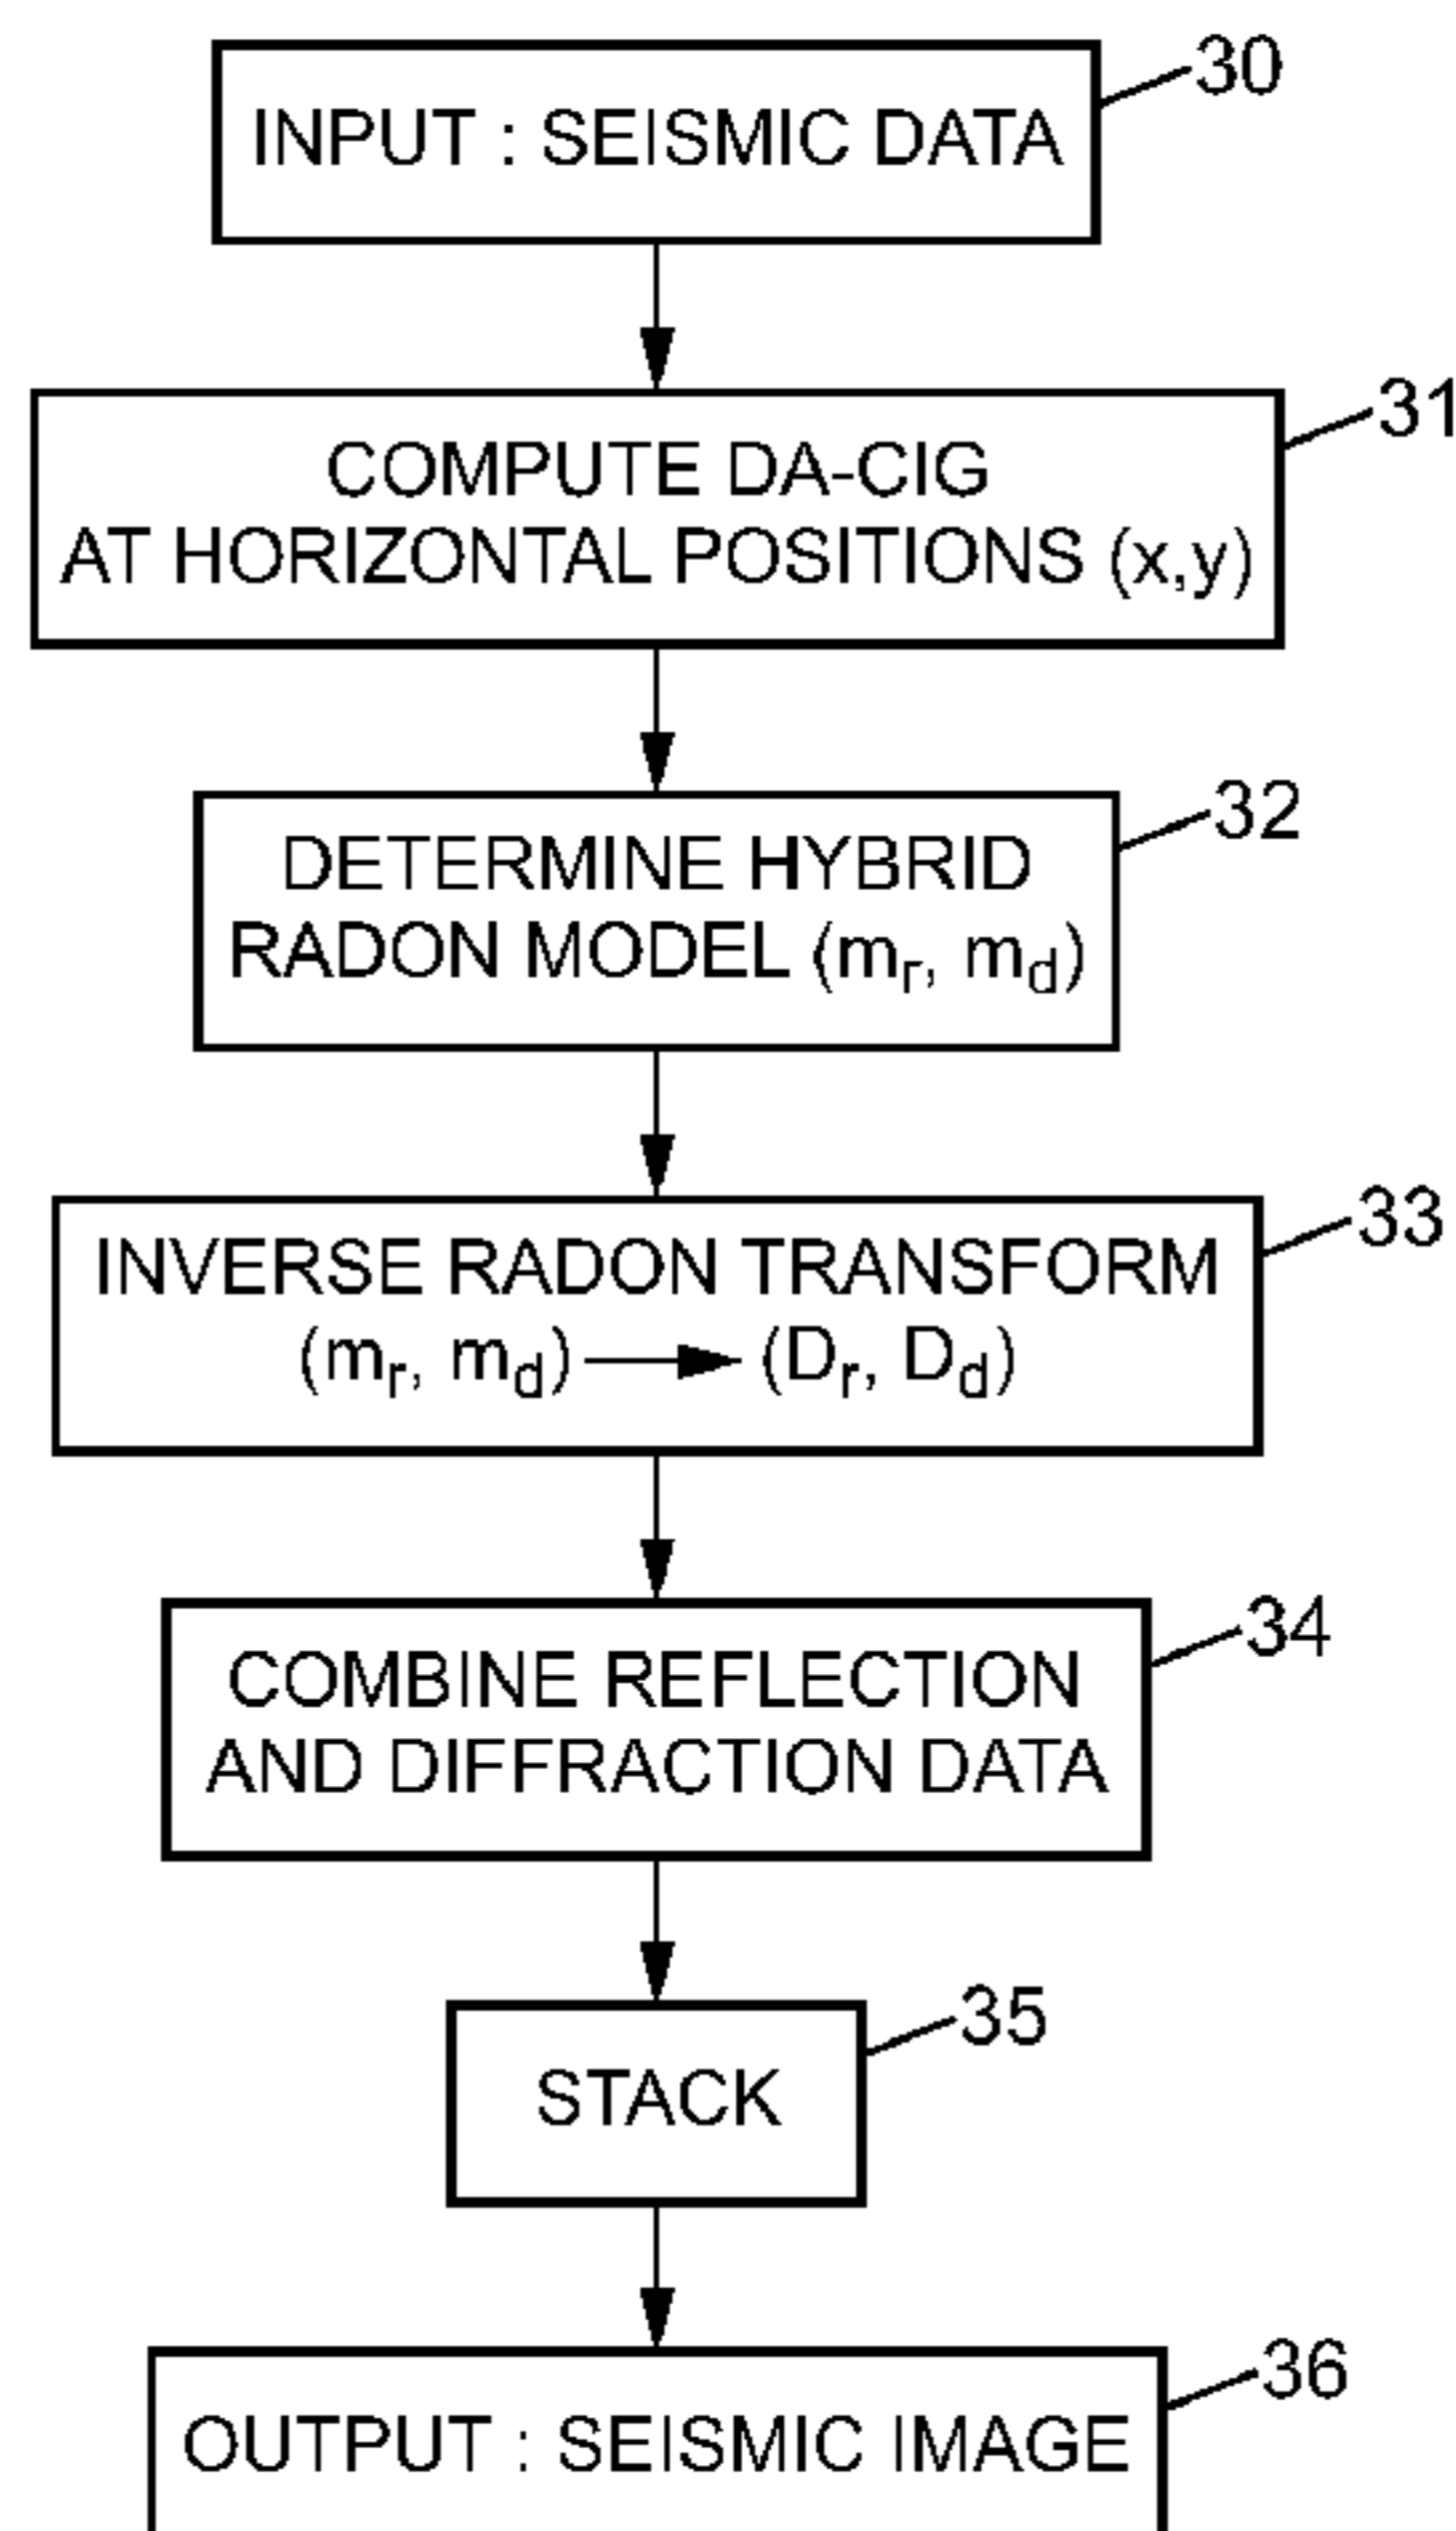 30
INPUT : SEISMIC DATA
31
COMPUTE DA-CIG
AT HORIZONTAL POSITIONS (x,y)
32
DETERMINE HYBRID
RADON MODEL (mr, md)
33
INVERSE RADON TRANSFORM
(mr, md) → (Dr, Dd)
34
COMBINE REFLECTION
AND DIFFRACTION DATA
35
STACK
36
OUTPUT : SEISMIC IMAGE